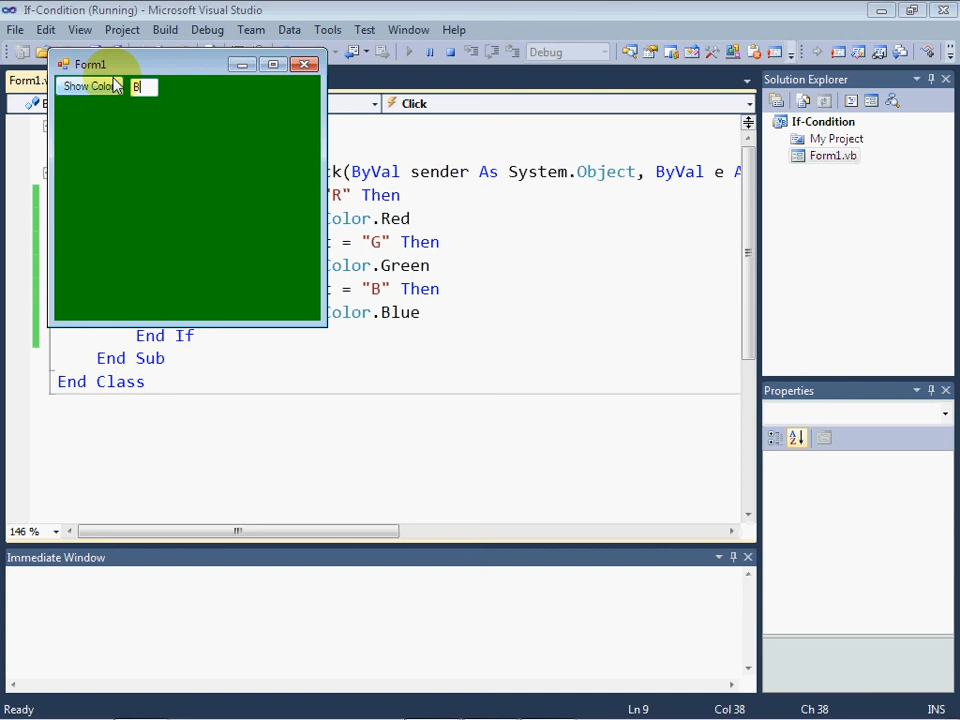 If-Condition (Running) - Microsoft Visual Studio
File Edit View Project Build Debug Team Data Tools Test Window Help
Debug
Form1
Form1.v
Show Color
B
Click
Solution Explorer
If-Condition
My Project
Form1.vb
ck(ByVal sender As System.Object, ByVal e A
"R" Then
Color.Red
t = "G" Then
Color.Green
t = "B" Then
Color.Blue
End If
End Sub
End Class
146 %
Properties
Immediate Window
Ready Ln 9 Col 38 Ch 38 INS